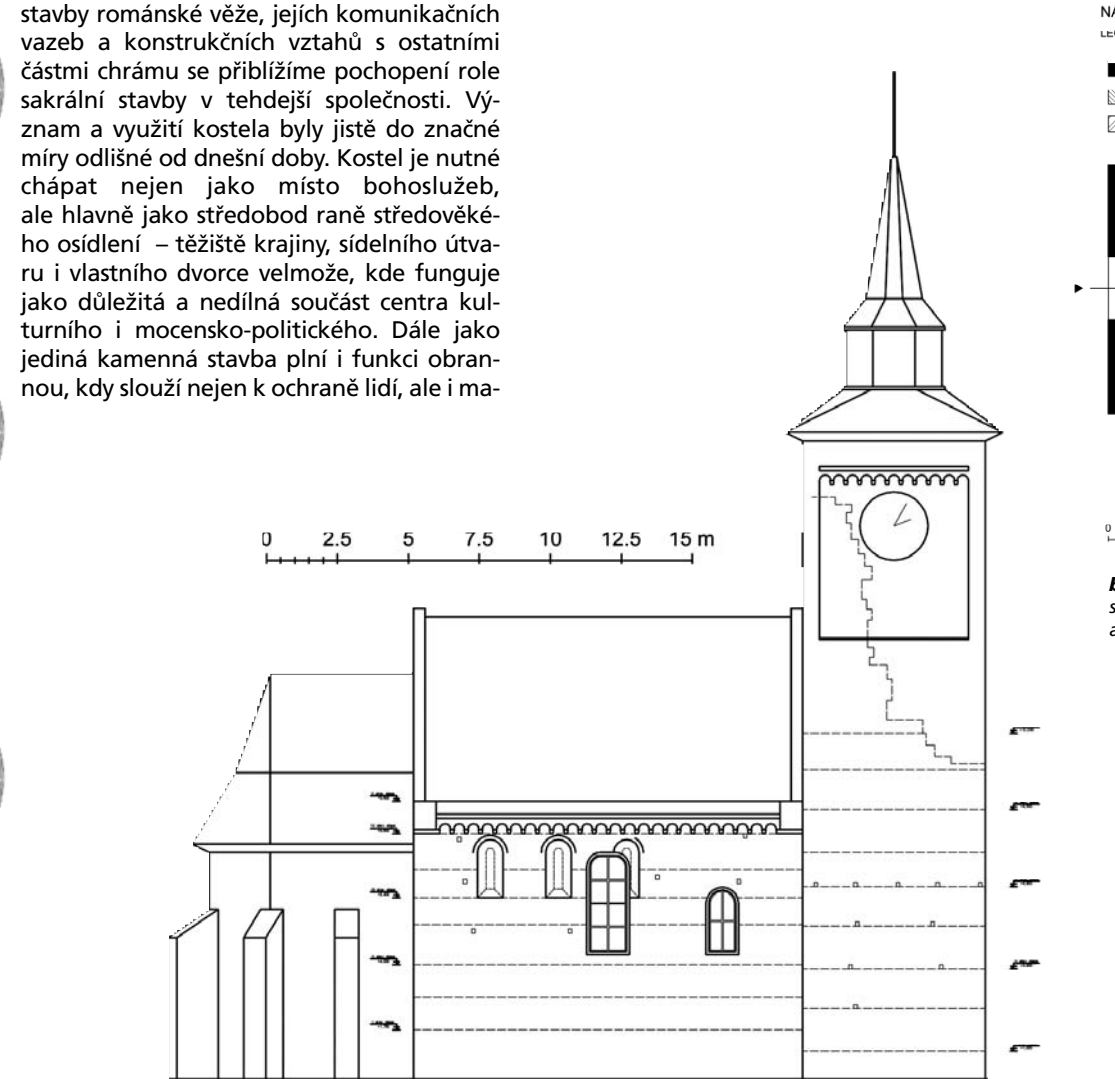 stavby románské věže, jejích komunikačních
vazeb a konstrukčních vztahů s ostatními
částmi chrámu se přiblížíme pochopení role
sakrální stavby v tehdejší společnosti. Vý-
znam a využití kostela byly jistě do značné
míry odlišné od dnešní doby. Kostel je nutné
chápat nejen jako místo bohoslužeb,
ale hlavně jako středobod raně středověké-
ho osídlení – těžiště krajiny, sídelního útva-
ru i vlastního dvorce velmože, kde funguje
jako důležitá a nedílná součást centra kul-
turního i mocensko-politického. Dále jako
jediná kamenná stavba plní i funkci obran-
nou, kdy slouží nejen k ochraně lidí, ale i ma-
0 2.5 5 7.5 10 12.5 15 m
0